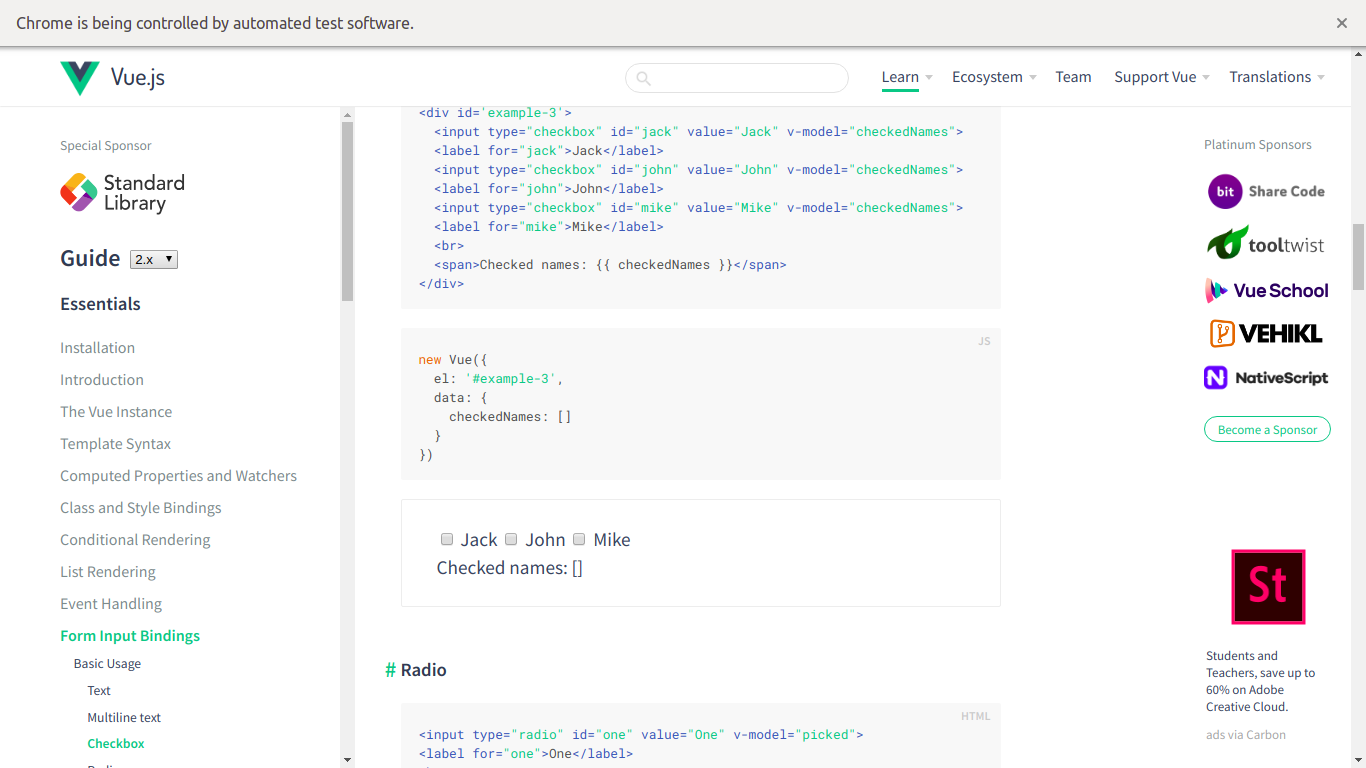 Chrome is being controlled by automated test software.
Vue.js
Learn
Ecosystem
Team
Support Vue
Translations
Special Sponsor
Standard
Library
Guide 2.x
Essentials
Installation
Introduction
The Vue Instance
Template Syntax
Computed Properties and Watchers
Class and Style Bindings
Conditional Rendering
List Rendering
Event Handling
Form Input Bindings
Basic Usage
Text
Multiline text
Checkbox
<div id='example-3'>
  <input type="checkbox" id="jack" value="Jack" v-model="checkedNames">
  <label for="jack">Jack</label>
  <input type="checkbox" id="john" value="John" v-model="checkedNames">
  <label for="john">John</label>
  <input type="checkbox" id="mike" value="Mike" v-model="checkedNames">
  <label for="mike">Mike</label>
  <br>
  <span>Checked names: {{ checkedNames }}</span>
</div>
JS
new Vue({
  el: '#example-3',
  data: {
    checkedNames: []
  }
})
Jack John Mike
Checked names: []
# Radio
HTML
<input type="radio" id="one" value="One" v-model="picked">
<label for="one">One</label>
Platinum Sponsors
bit Share Code
tooltwist
Vue School
VEHIKL
N NativeScript
Become a Sponsor
St
Students and
Teachers, save up to
60% on Adobe
Creative Cloud.
ads via Carbon